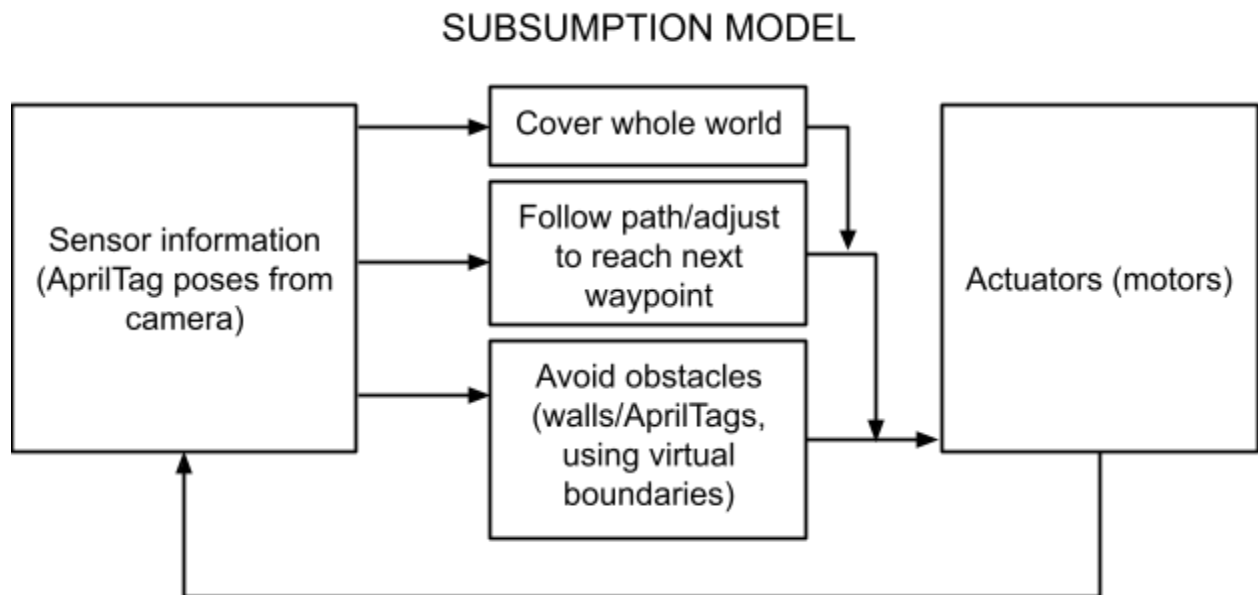 SUBSUMPTION MODEL
Sensor information
(AprilTag poses from
camera)
Cover whole world
Follow path/adjust
to reach next
waypoint
Avoid obstacles
(walls/AprilTags,
using virtual
boundaries)
Actuators (motors)